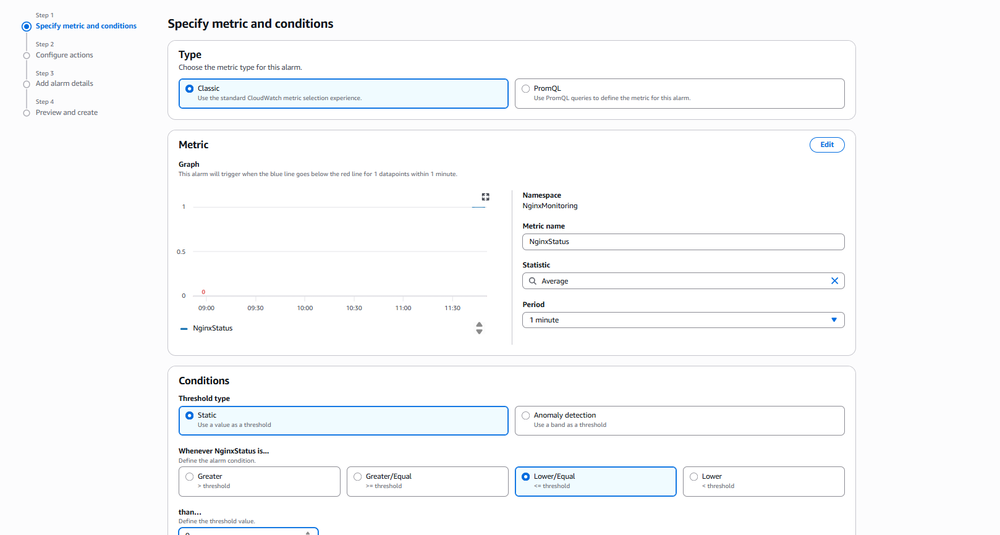 Step 1
Specify metric and conditions
Step 2
Configure actions
Step 3
Add alarm details
Step 4
Preview and create
Specify metric and conditions
Type
Choose the metric type for this alarm.
Classic
Use the standard CloudWatch metric selection experience.
PromQL
Use PromQL queries to define the metric for this alarm.
Metric
Edit
Graph
This alarm will trigger when the blue line goes below the red line for 1 datapoints within 1 minute.
1
0.5
0
0
09:00 09:30 10:00 10:30 11:00 11:30
NginxStatus
Namespace
NginxMonitoring
Metric name
NginxStatus
Statistic
Average
Period
1 minute
Conditions
Threshold type
Static
Use a value as a threshold
Anomaly detection
Use a band as a threshold
Whenever NginxStatus is...
Define the alarm condition.
Greater
> threshold
Greater/Equal
>= threshold
Lower/Equal
<= threshold
Lower
< threshold
than...
Define the threshold value.